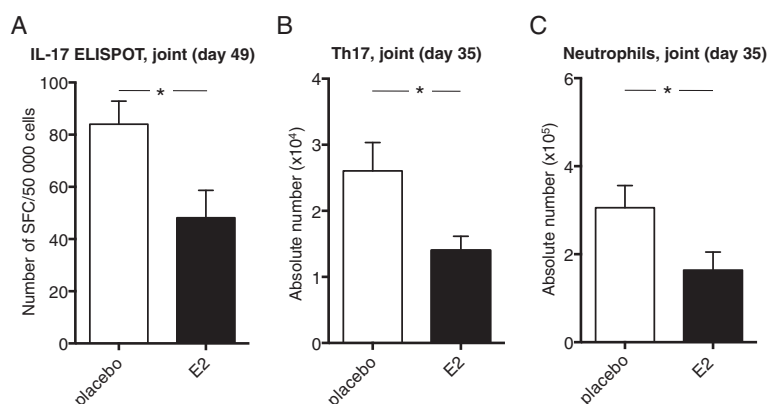 A
IL-17 ELISPOT, joint (day 49)
Number of SFC/50 000 cells
100
80
60
40
20
0
*
placebo
E2
B
Th17, joint (day 35)
Absolute number (x10⁴)
4
3
2
1
0
*
placebo
E2
C
Neutrophils, joint (day 35)
Absolute number (x10⁵)
6
4
2
0
*
placebo
E2